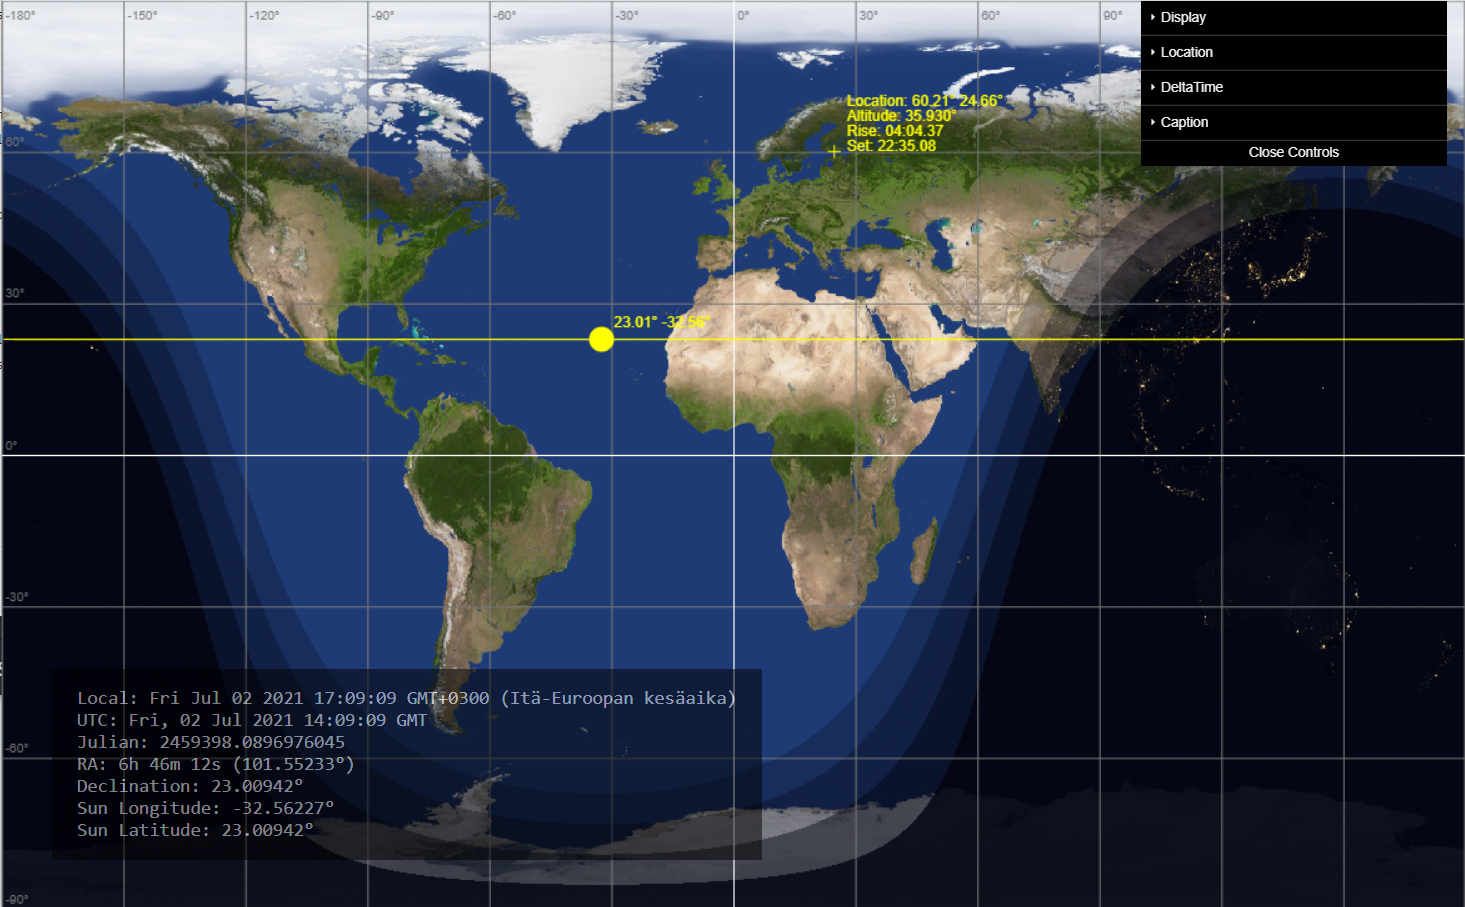 -180°
-150°
-120°
-90°
-60°
-30°
0°
30°
60°
90°
Display
Location
DeltaTime
Caption
Close Controls
Location: 60.21° 24.66°
Altitude: 35.930°
Rise: 04:04.37
Set: 22:35.08
60°
30°
23.01° -32.56°
0°
-30°
-60°
-90°
Local: Fri Jul 02 2021 17:09:09 GMT+0300 (Itä-Euroopan kesäaika)
UTC: Fri, 02 Jul 2021 14:09:09 GMT
Julian: 2459398.0896976045
RA: 6h 46m 12s (101.55233°)
Declination: 23.00942°
Sun Longitude: -32.56227°
Sun Latitude: 23.00942°